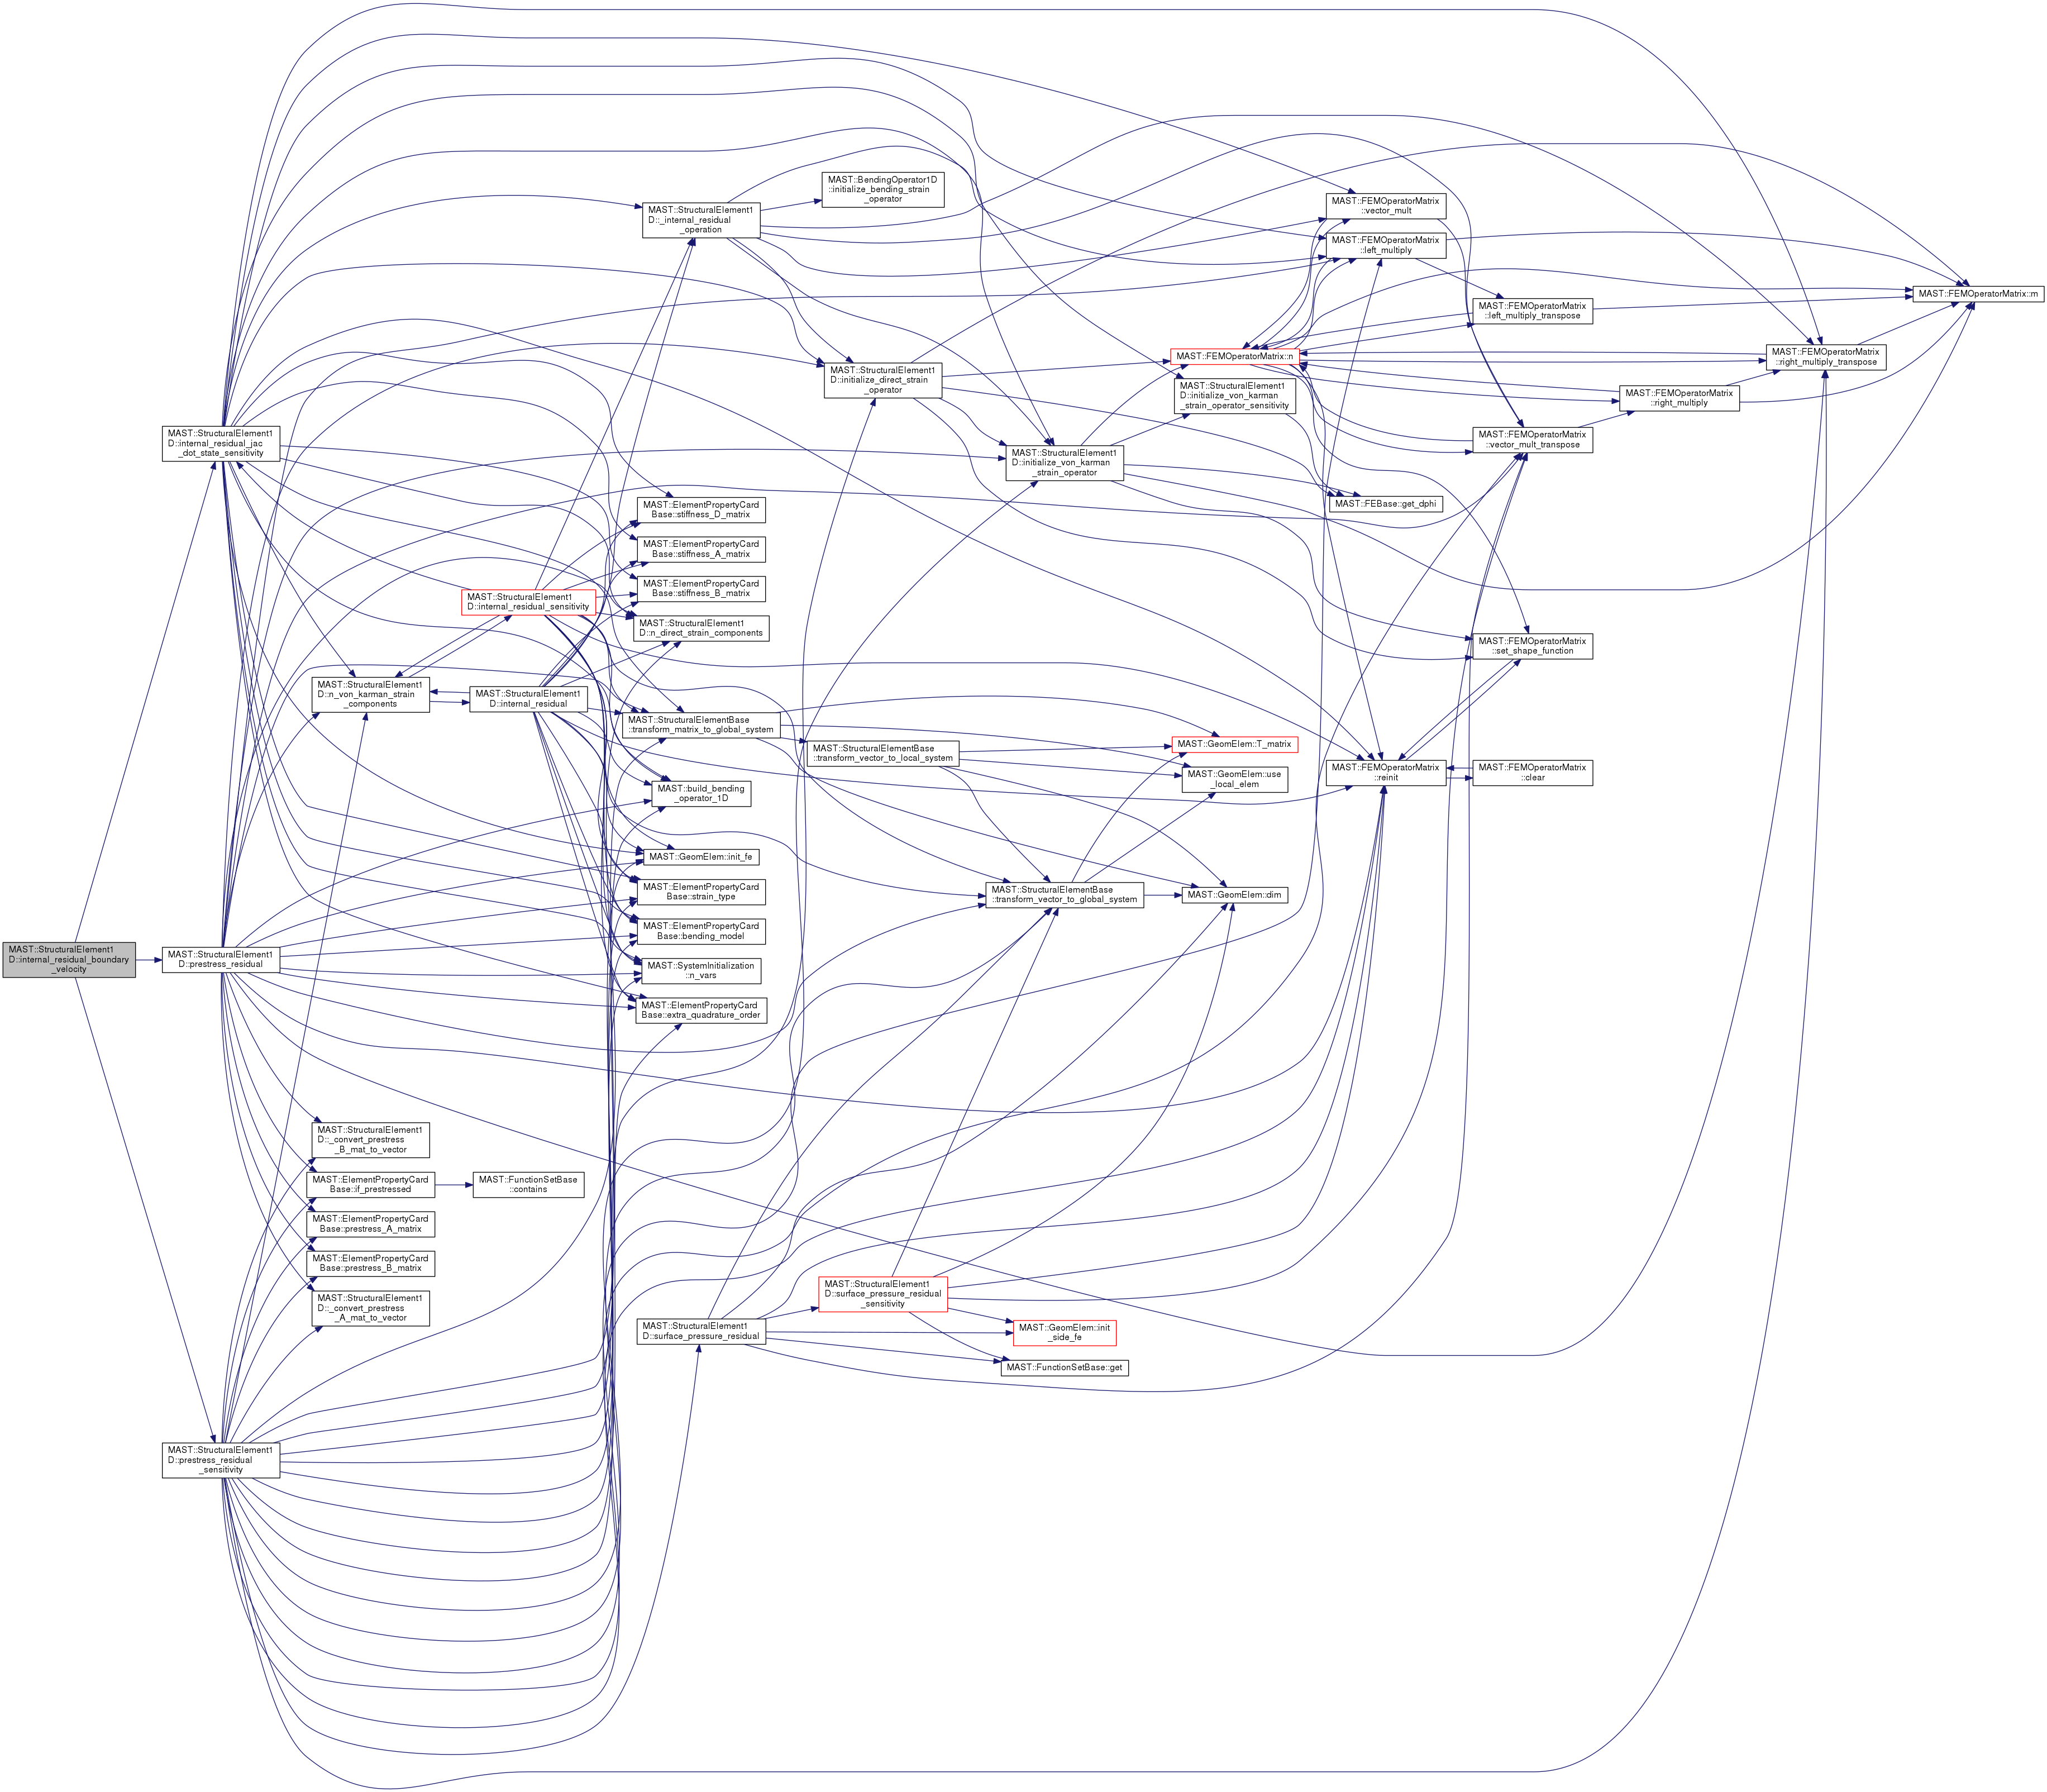 MAST::StructuralElement1
D::internal_residual_boundary
_velocity
MAST::StructuralElement1
D::internal_residual_jac
_dot_state_sensitivity
MAST::StructuralElement1
D::prestress_residual
MAST::StructuralElement1
D::prestress_residual
_sensitivity
MAST::StructuralElement1
D::n_von_karman_strain
_components
MAST::StructuralElement1
D::_convert_prestress
_B_mat_to_vector
MAST::ElementPropertyCard
Base::if_prestressed
MAST::ElementPropertyCard
Base::prestress_A_matrix
MAST::ElementPropertyCard
Base::prestress_B_matrix
MAST::StructuralElement1
D::_convert_prestress
_A_mat_to_vector
MAST::StructuralElement1
D::internal_residual_sensitivity
MAST::StructuralElement1
D::internal_residual
MAST::FunctionSetBase
::contains
MAST::StructuralElement1
D::_internal_residual
_operation
MAST::ElementPropertyCard
Base::stiffness_D_matrix
MAST::ElementPropertyCard
Base::stiffness_A_matrix
MAST::ElementPropertyCard
Base::stiffness_B_matrix
MAST::StructuralElement1
D::n_direct_strain_components
MAST::StructuralElementBase
::transform_matrix_to_global_system
MAST::build_bending
_operator_1D
MAST::GeomElem::init_fe
MAST::ElementPropertyCard
Base::strain_type
MAST::ElementPropertyCard
Base::bending_model
MAST::SystemInitialization
::n_vars
MAST::ElementPropertyCard
Base::extra_quadrature_order
MAST::StructuralElement1
D::surface_pressure_residual
MAST::BendingOperator1D
::initialize_bending_strain
_operator
MAST::StructuralElement1
D::initialize_direct_strain
_operator
MAST::StructuralElementBase
::transform_vector_to_local_system
MAST::StructuralElement1
D::surface_pressure_residual
_sensitivity
MAST::StructuralElement1
D::initialize_von_karman
_strain_operator
MAST::StructuralElementBase
::transform_vector_to_global_system
MAST::GeomElem::init
_side_fe
MAST::FunctionSetBase::get
MAST::FEMOperatorMatrix::n
MAST::StructuralElement1
D::initialize_von_karman
_strain_operator_sensitivity
MAST::GeomElem::T_matrix
MAST::GeomElem::use
_local_elem
MAST::GeomElem::dim
MAST::FEMOperatorMatrix
::vector_mult
MAST::FEMOperatorMatrix
::left_multiply
MAST::FEBase::get_dphi
MAST::FEMOperatorMatrix
::reinit
MAST::FEMOperatorMatrix
::left_multiply_transpose
MAST::FEMOperatorMatrix
::vector_mult_transpose
MAST::FEMOperatorMatrix
::set_shape_function
MAST::FEMOperatorMatrix
::clear
MAST::FEMOperatorMatrix
::right_multiply
MAST::FEMOperatorMatrix
::right_multiply_transpose
MAST::FEMOperatorMatrix::m